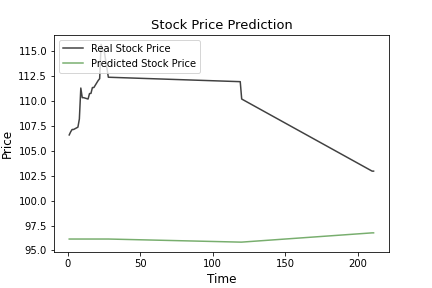 Stock Price Prediction
Real Stock Price
Predicted Stock Price
115.0
112.5
110.0
107.5
105.0
102.5
100.0
97.5
95.0
Price
0 50 100 150 200
Time